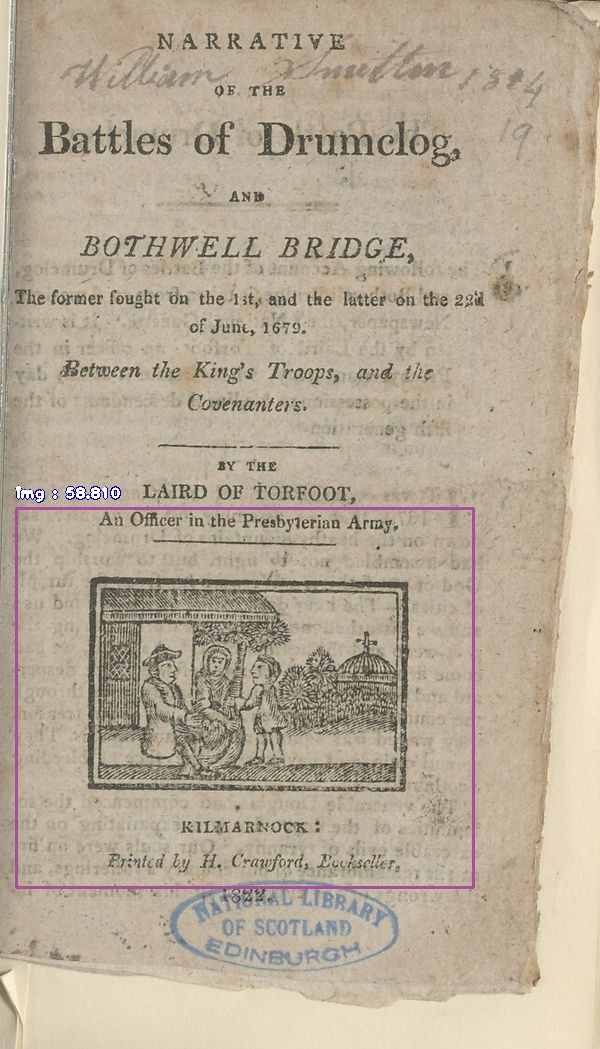 NARRATIVE
William Smellen 1804
OF THE
19
Battles of Drumclog,
AND
BOTHWELL BRIDGE,
The former fought on the 1st, and the latter on the 22d
of June, 1679.
Between the King's Troops, and the
Covenanters.
BY THE
img : 58.810
LAIRD OF TORFOOT,
An Officer in the Presbyterian Army.
KILMARNOCK:
Printed by H. Crawford, Bookseller,
1822.
NATIONAL LIBRARY
OF SCOTLAND
EDINBURGH